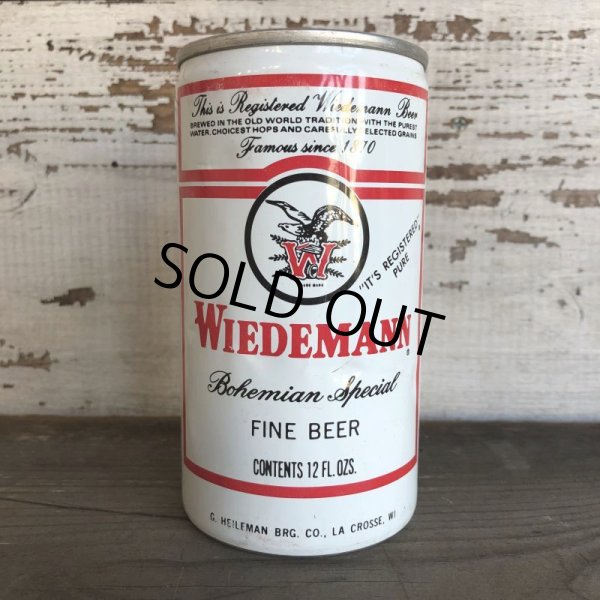 This is Registered Wiedemann Beer
BREWED IN THE OLD WORLD TRADITION WITH THE PUREST
WATER, CHOICEST HOPS AND CAREFULLY SELECTED GRAINS
Famous since 1870
W
TRADE MARK
"IT'S REGISTERED"
PURE
SOLD OUT
WIEDEMANN®
Bohemian Special
FINE BEER
CONTENTS 12 FL. OZS.
G. HEILEMAN BRG. CO., LA CROSSE, WI